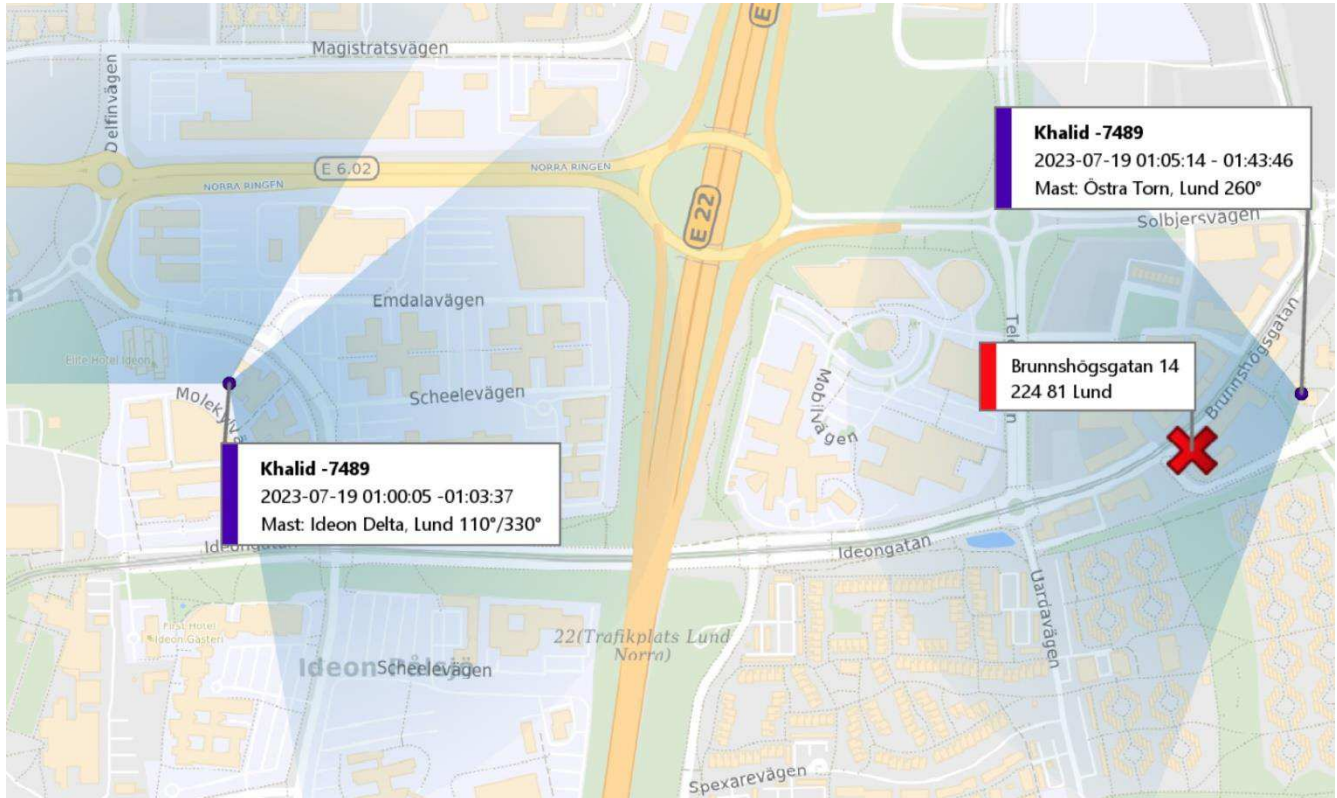 Magistratsvägen
Delfinvägen
E 6.02
NORRA RINGEN
NORRA RINGEN
E 22
E
Khalid -7489
2023-07-19 01:05:14 - 01:43:46
Mast: Östra Torn, Lund 260°
Solbjersvägen
Emdalavägen
Elite Hotel Ideon
Brunnshögsgatan 14
224 81 Lund
Brunnshögsgatan
Scheelevägen
Mobilvägen
Khalid -7489
2023-07-19 01:00:05 -01:03:37
Mast: Ideon Delta, Lund 110°/330°
Ideongatan
Ideongatan
Uardavägen
First Hotel
Ideon Gästeri
22(Trafikplats Lund
Norra)
Ideon
Scheelevägen
Spexarevägen